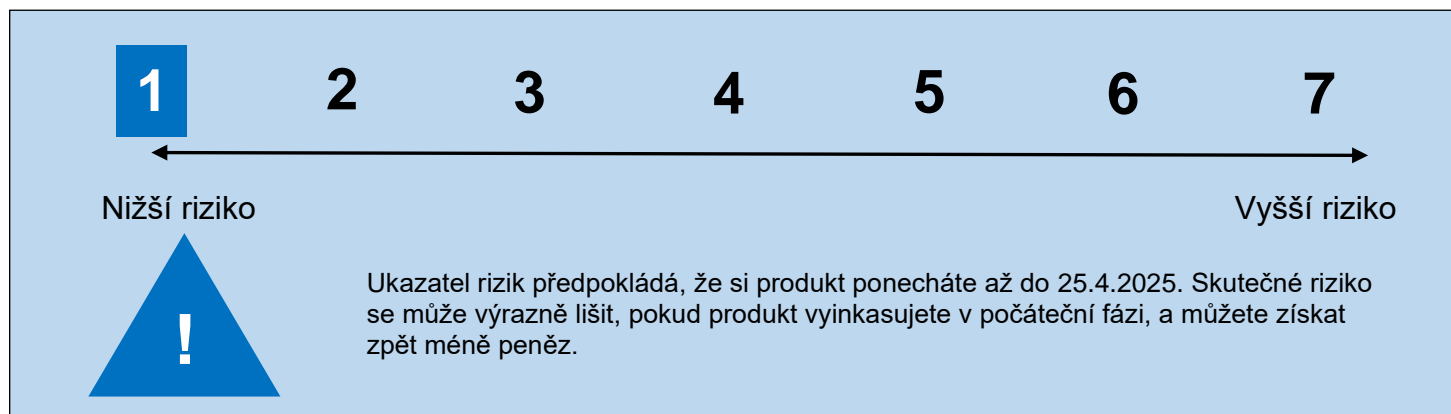 1 2 3 4 5 6 7
Nižší riziko Vyšší riziko
!
Ukazatel rizik předpokládá, že si produkt ponecháte až do 25.4.2025. Skutečné riziko
se může výrazně lišit, pokud produkt vyinkasujete v počáteční fázi, a můžete získat
zpět méně peněz.